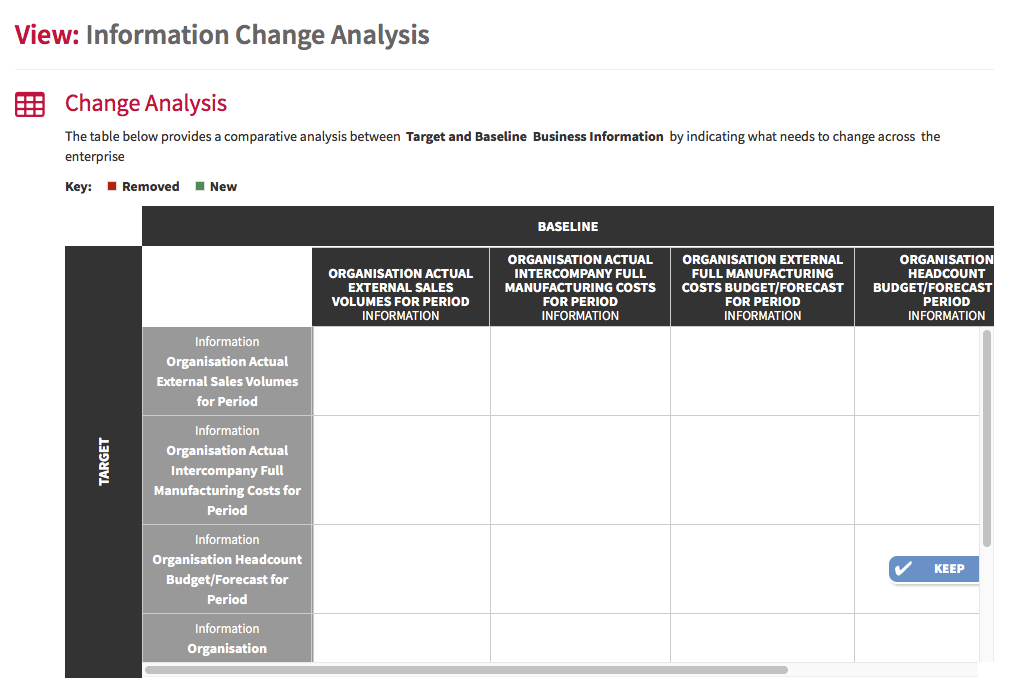 View: Information Change Analysis
Change Analysis
The table below provides a comparative analysis between Target and Baseline Business Information by indicating what needs to change across the
enterprise
Key: Removed New
BASELINE
ORGANISATION ACTUAL
EXTERNAL SALES
VOLUMES FOR PERIOD
INFORMATION
ORGANISATION ACTUAL
INTERCOMPANY FULL
MANUFACTURING COSTS
FOR PERIOD
INFORMATION
ORGANISATION EXTERNAL
FULL MANUFACTURING
COSTS BUDGET/FORECAST
FOR PERIOD
INFORMATION
ORGANISATION
HEADCOUNT
BUDGET/FORECAST
PERIOD
INFORMATION
TARGET
Information
Organisation Actual
External Sales Volumes
for Period
Information
Organisation Actual
Intercompany Full
Manufacturing Costs for
Period
Information
Organisation Headcount
Budget/Forecast for
Period
KEEP
Information
Organisation